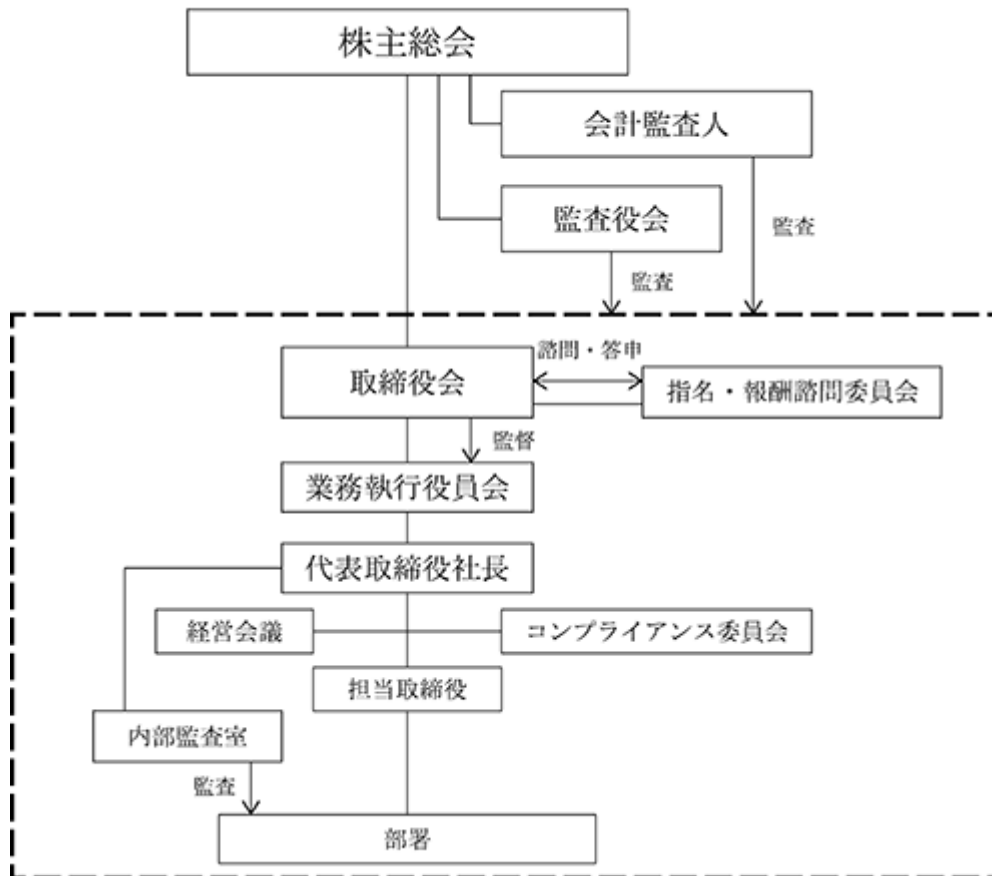 株主総会
会計監査人
監査役会
監査
監査
諮問・答申
取締役会
指名・報酬諮問委員会
監督
業務執行役員会
代表取締役社長
経営会議
コンプライアンス委員会
担当取締役
内部監査室
監査
部署